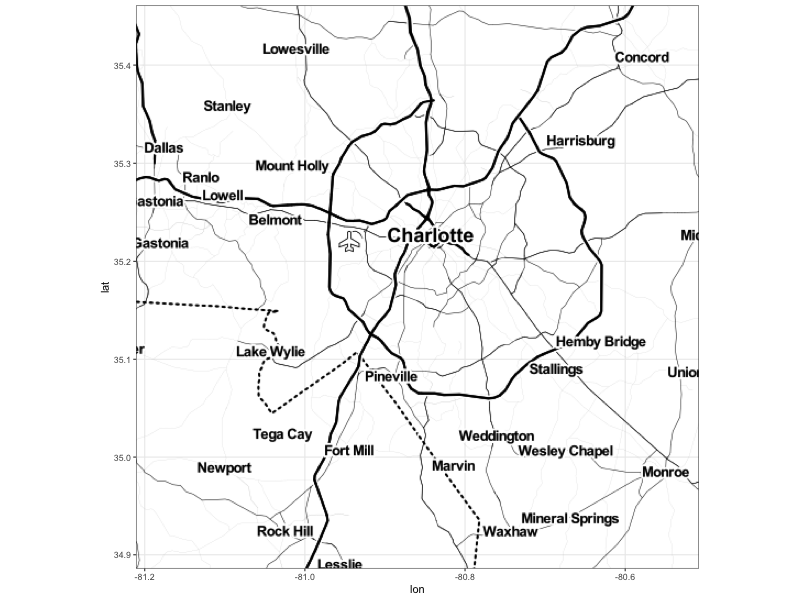 Lowesville
Concord
35.4
Stanley
Dallas
Harrisburg
35.3
Mount Holly
Ranlo
Lowell
astonia
Belmont
Charlotte
Mid
Gastonia
35.2
lat
Lake Wylie
er
Hemby Bridge
35.1
Stallings
Pineville
Union
Tega Cay
Weddington
Fort Mill
Wesley Chapel
35.0
Newport
Marvin
Monroe
Rock Hill
Mineral Springs
Waxhaw
34.9
Lesslie
-81.2
-81.0
-80.8
-80.6
lon